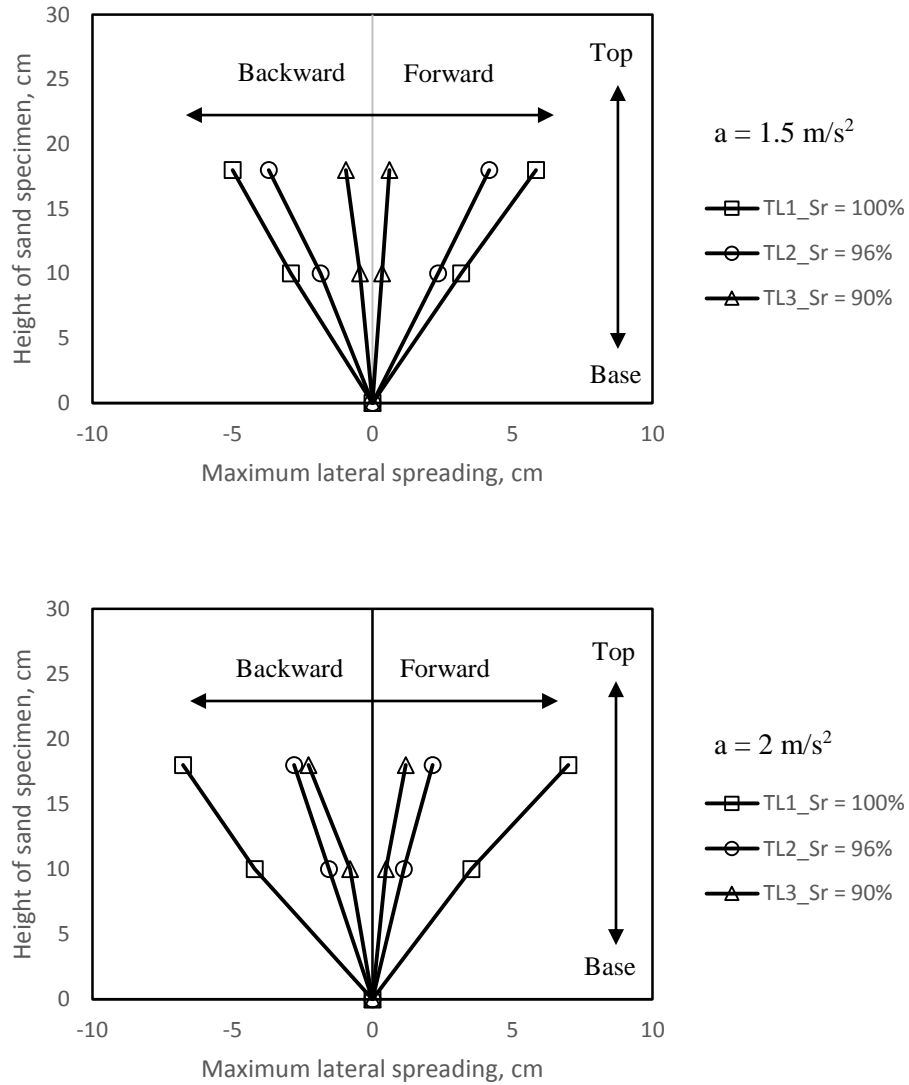 30
25
20
15
10
5
0
Height of sand specimen, cm
Backward Forward
Top
Base
-10 -5 0 5 10
Maximum lateral spreading, cm
a = 1.5 m/s²
TL1_Sr = 100%
TL2_Sr = 96%
TL3_Sr = 90%
30
25
20
15
10
5
0
Height of sand specimen, cm
Backward Forward
Top
Base
-10 -5 0 5 10
Maximum lateral spreading, cm
a = 2 m/s²
TL1_Sr = 100%
TL2_Sr = 96%
TL3_Sr = 90%